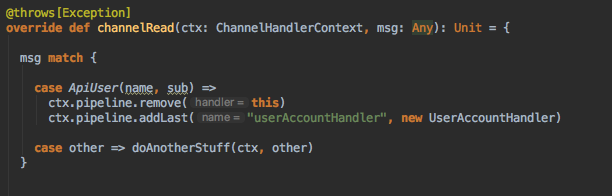 @throws[Exception]
override def channelRead(ctx: ChannelHandlerContext, msg: Any): Unit = {
msg match {
case ApiUser(name, sub) =>
ctx.pipeline.remove( handler = this)
ctx.pipeline.addLast( name = "userAccountHandler", new UserAccountHandler)
case other => doAnotherStuff(ctx, other)
}